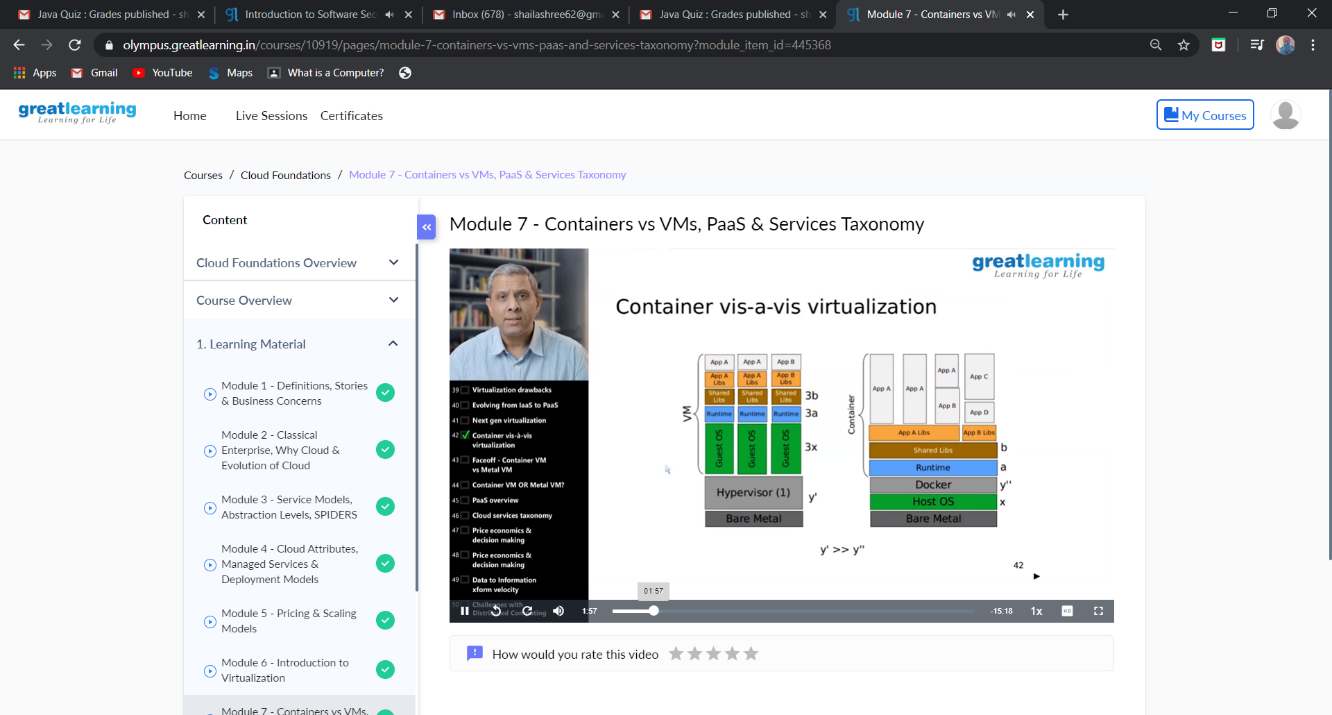 Java Quiz : Grades published - sh
Introduction to Software Sec
Inbox (678) - shailashree62@gm
Java Quiz : Grades published - sh
Module 7 - Containers vs VM
olympus.greatlearning.in/courses/10919/pages/module-7-containers-vs-vms-paas-and-services-taxonomy?module_item_id=445368
Apps
Gmail
YouTube
Maps
What is a Computer?
greatlearning
Learning for Life
Home
Live Sessions
Certificates
My Courses
Courses / Cloud Foundations / Module 7 - Containers vs VMs, PaaS & Services Taxonomy
Content
Cloud Foundations Overview
Course Overview
1. Learning Material
Module 1 - Definitions, Stories
& Business Concerns
Module 2 - Classical
Enterprise, Why Cloud &
Evolution of Cloud
Module 3 - Service Models,
Abstraction Levels, SPIDERS
Module 4 - Cloud Attributes,
Managed Services &
Deployment Models
Module 5 - Pricing & Scaling
Models
Module 6 - Introduction to
Virtualization
Module 7 - Containers vs VMs,
«
Module 7 - Containers vs VMs, PaaS & Services Taxonomy
39 Virtualization drawbacks
40 Evolving from IaaS to PaaS
41 Next gen virtualization
42 Container vis-à-vis
virtualization
43 Faceoff - Container VM
vs Metal VM
44 Container VM OR Metal VM?
45 PaaS overview
46 Cloud services taxonomy
47 Price economics &
decision making
48 Price economics &
decision making
49 Data to Information
xform velocity
50 Challenges with
Distributed Computing
greatlearning
Learning for Life
Container vis-a-vis virtualization
VM
App A
App A
App B
App A
Libs
App A
Libs
App B
Libs
Shared
Libs
Shared
Libs
Shared
Libs
3b
Runtime
Runtime
Runtime
3a
Guest OS
Guest OS
Guest OS
3x
Hypervisor (1)
y'
Bare Metal
Container
App A
App A
App A
App B
App C
App D
App A Libs
App B Libs
Shared Libs
b
Runtime
a
Docker
y''
Host OS
x
Bare Metal
y' >> y''
42
01:57
1:57
-15:18
1x
HD
How would you rate this video